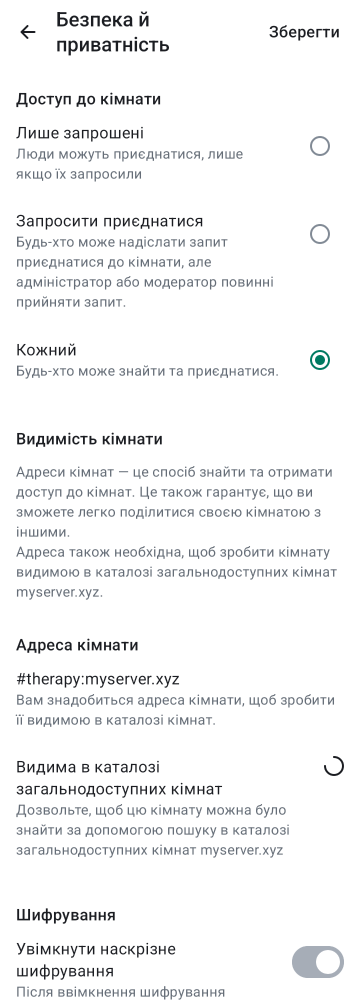 Безпека й
приватність
Зберегти
Доступ до кімнати
Лише запрошені
Люди можуть приєднатися, лише
якщо їх запросили
Запросити приєднатися
Будь-хто може надіслати запит
приєднатися до кімнати, але
адміністратор або модератор повинні
прийняти запит.
Кожний
Будь-хто може знайти та приєднатися.
Видимість кімнати
Адреси кімнат — це спосіб знайти та отримати
доступ до кімнат. Це також гарантує, що ви
зможете легко поділитися своєю кімнатою з
іншими.
Адреса також необхідна, щоб зробити кімнату
видимою в каталозі загальнодоступних кімнат
myserver.xyz.
Адреса кімнати
#therapy:myserver.xyz
Вам знадобиться адреса кімнати, щоб зробити
її видимою в каталозі кімнат.
Видима в каталозі
загальнодоступних кімнат
Дозвольте, щоб цю кімнату можна було
знайти за допомогою пошуку в каталозі
загальнодоступних кімнат myserver.xyz
Шифрування
Увімкнути наскрізне
шифрування
Після ввімкнення шифрування